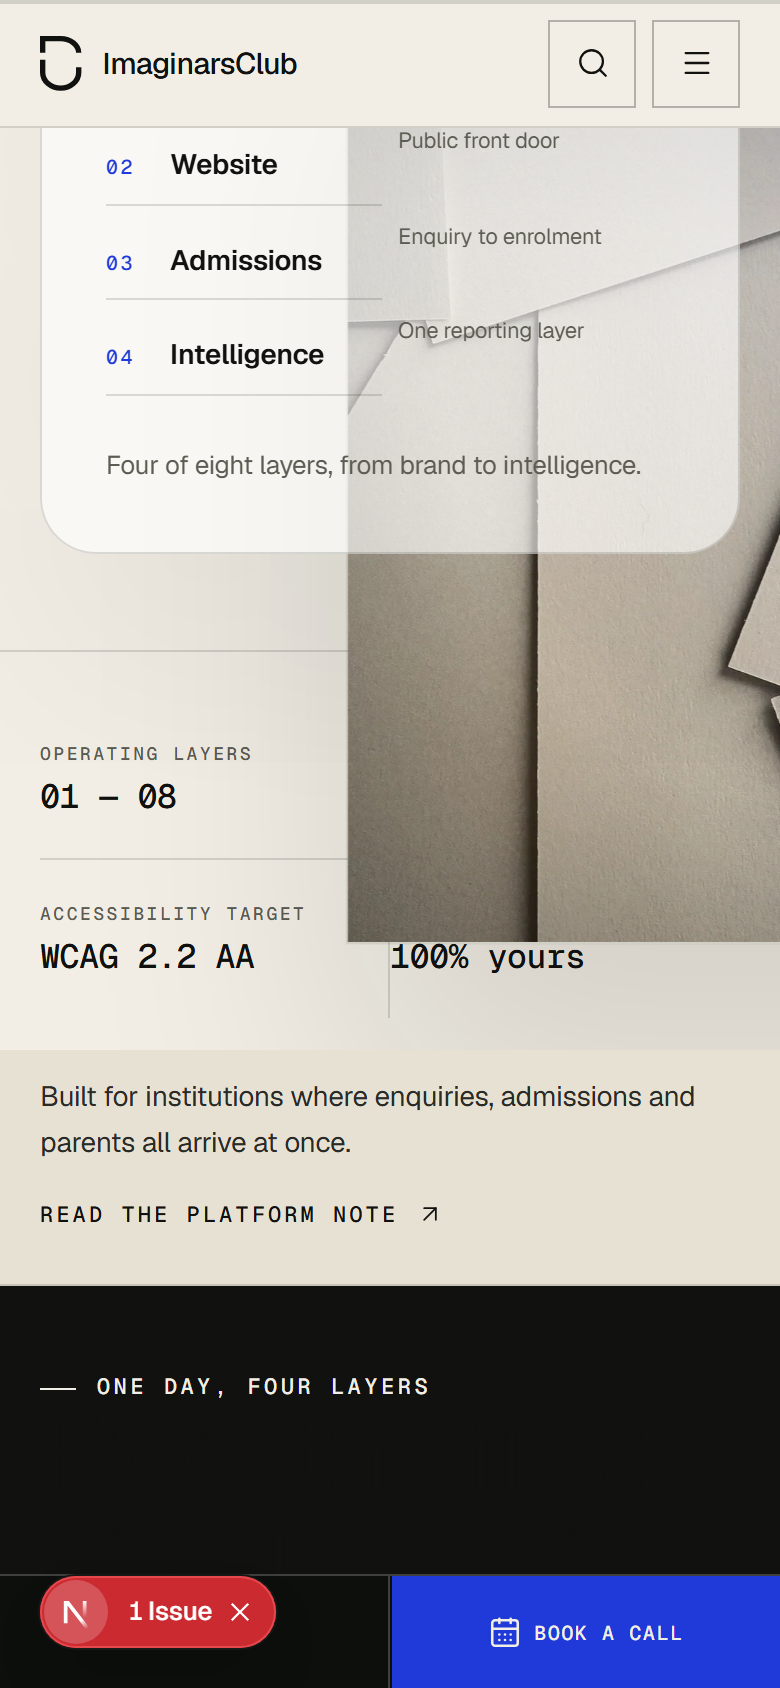 ImaginarsClub
Public front door
02 Website
Enquiry to enrolment
03 Admissions
One reporting layer
04 Intelligence
Four of eight layers, from brand to intelligence.
OPERATING LAYERS
01 — 08
ACCESSIBILITY TARGET
WCAG 2.2 AA
100% yours
Built for institutions where enquiries, admissions and
parents all arrive at once.
READ THE PLATFORM NOTE
ONE DAY, FOUR LAYERS
N 1 Issue
BOOK A CALL